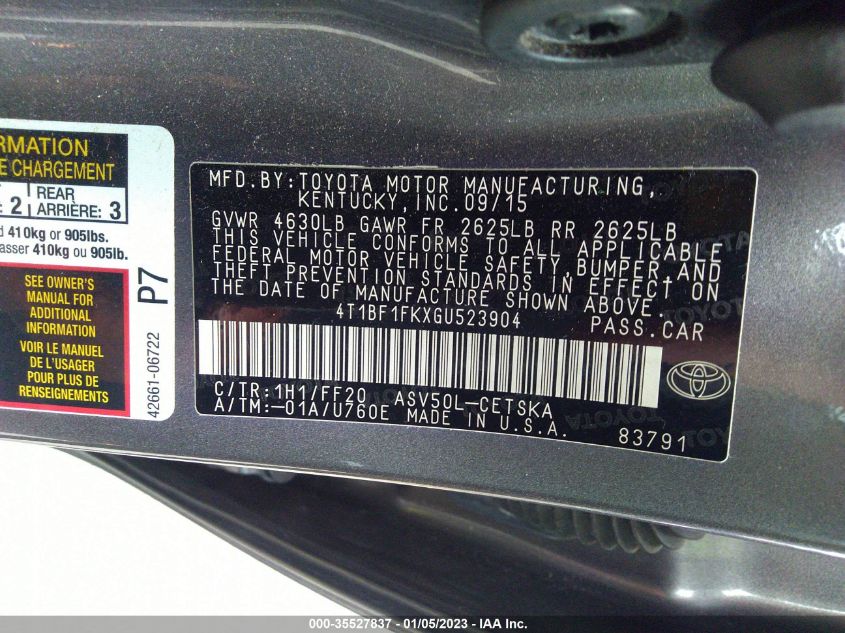 RMATION
E CHARGEMENT
2 REAR
ARRIÈRE: 3
d 410kg or 905lbs.
asser 410kg ou 905lb.
SEE OWNER'S
MANUAL FOR
ADDITIONAL
INFORMATION
VOIR LE MANUEL
DE L'USAGER
POUR PLUS DE
RENSEIGNEMENTS
P7
42661-06722
MFD.BY:TOYOTA MOTOR MANUFACTURING,
KENTUCKY,INC.09/15
GVWR 4630LB GAWR FR 2625LB RR 2625LB
THIS VEHICLE CONFORMS TO ALL APPLICABLE
FEDERAL MOTOR VEHICLE SAFETY,BUMPER,AND
THEFT PREVENTION STANDARDS IN EFFECT ON
THE DATE OF MANUFACTURE SHOWN ABOVE.
4T1BF1FKXGU523904 PASS.CAR
C/TR:1H1/FF20 ASV50L-CETSKA
A/TM:-01A/U760E MADE IN U.S.A. 83791
000-35527837 - 01/05/2023 - IAA Inc.